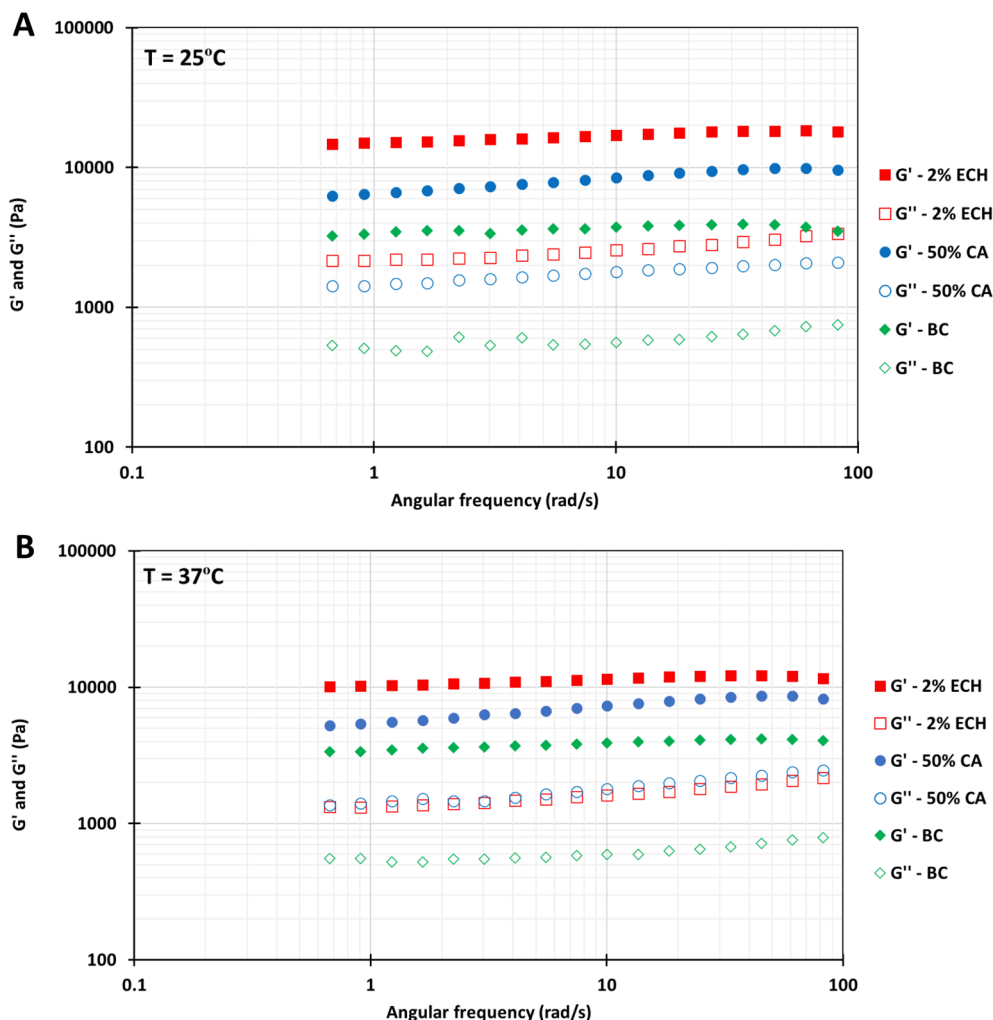 A
T = 25°C
G' and G'' (Pa)
100000
10000
1000
100
0.1 1 10 100
Angular frequency (rad/s)
G' - 2% ECH
G'' - 2% ECH
G' - 50% CA
G'' - 50% CA
G' - BC
G'' - BC
B
T = 37°C
G' and G'' (Pa)
100000
10000
1000
100
0.1 1 10 100
Angular frequency (rad/s)
G' - 2% ECH
G'' - 2% ECH
G' - 50% CA
G'' - 50% CA
G' - BC
G'' - BC